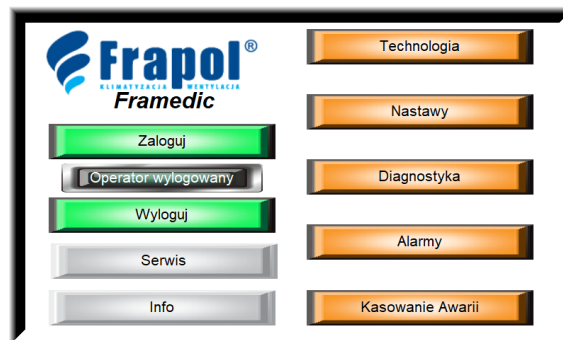 Frapol®
KLIMATYZACJA WENTYLACJA
Framedic
Zaloguj
Operator wylogowany
Wyloguj
Serwis
Info
Technologia
Nastawy
Diagnostyka
Alarmy
Kasowanie Awarii